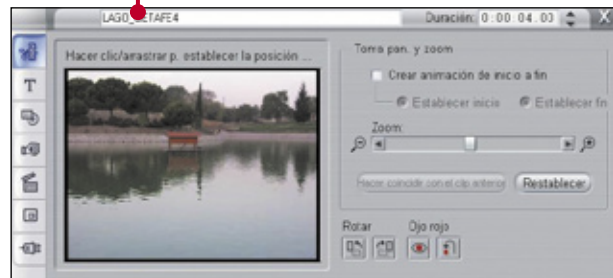 LAGO_GETAFE4
Duración: 0:00:04.03
X
Hacer clic/arrastrar p. establecer la posición ...
Toma pan. y zoom
Crear animación de inicio a fin
Establecer inicio
Establecer fin
Zoom:
Hacer coincidir con el clip anterior
Restablecer
Rotar
Ojo rojo
T